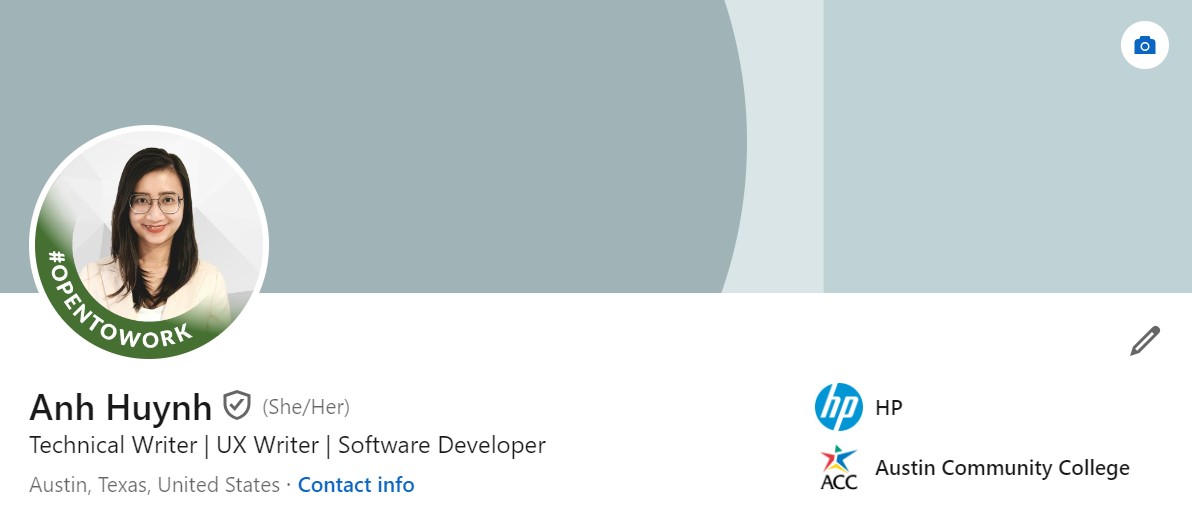 #OPENTOWORK
Anh Huynh (She/Her)
Technical Writer | UX Writer | Software Developer
Austin, Texas, United States · Contact info
hp HP
ACC Austin Community College